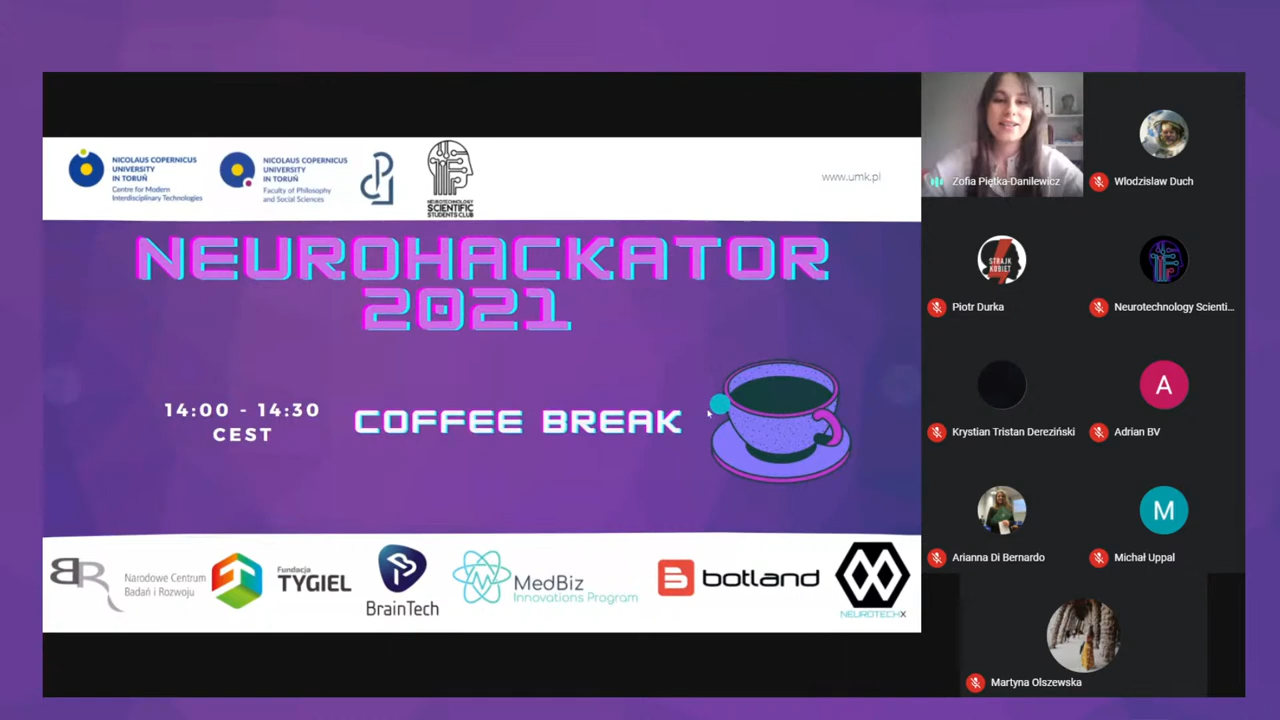 NICOLAUS COPERNICUS
UNIVERSITY
IN TORUŃ
Centre for Modern
Interdisciplinary Technologies
NICOLAUS COPERNICUS
UNIVERSITY
IN TORUŃ
Faculty of Philosophy
and Social Sciences
NEUROTECHNOLOGY
SCIENTIFIC
STUDENTS CLUB
www.umk.pl
NEUROHACKATOR
2021
14:00 - 14:30
CEST
COFFEE BREAK
BR
Narodowe Centrum
Badań i Rozwoju
Fundacja
TYGIEL
BrainTech
MedBiz
Innovations Program
botland
NEUROTECHX
Zofia Piętka-Danilewicz
Włodzisław Duch
STRAJK
KOBIET
Piotr Durka
Neurotechnology Scienti...
Krystian Tristan Dereziński
A
Adrian BV
Arianna Di Bernardo
M
Michał Uppal
Martyna Olszewska